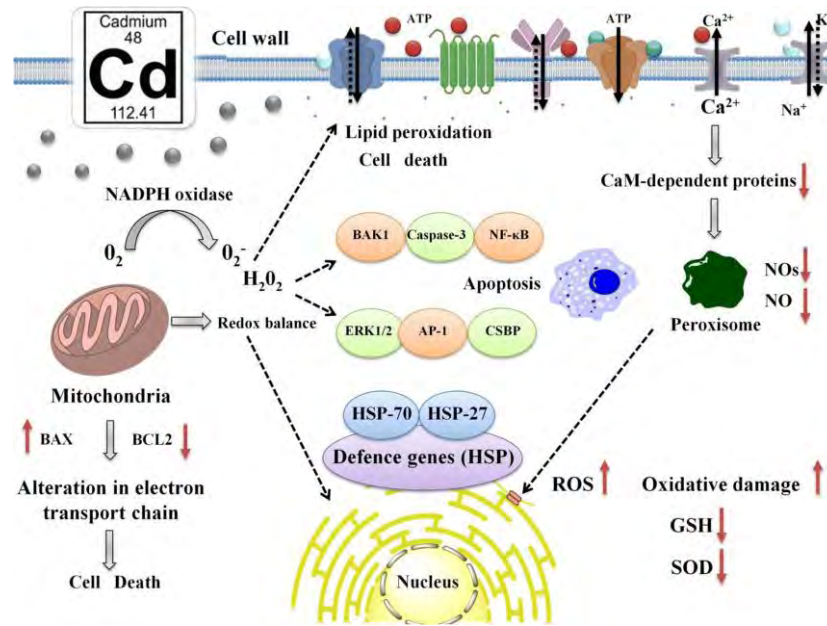 Cadmium
48
Cd
112.41
Cell wall
ATP
ATP
Ca²⁺
K
Ca²⁺
Na⁺
Lipid peroxidation
Cell death
CaM-dependent proteins
NADPH oxidase
0₂
0₂⁻
H₂0₂
BAK1
Caspase-3
NF-κB
Apoptosis
NOs
NO
Peroxisome
Redox balance
ERK1/2
AP-1
CSBP
Mitochondria
BAX
BCL2
HSP-70
HSP-27
Defence genes (HSP)
Alteration in electron
transport chain
ROS
Oxidative damage
GSH
SOD
Cell Death
Nucleus